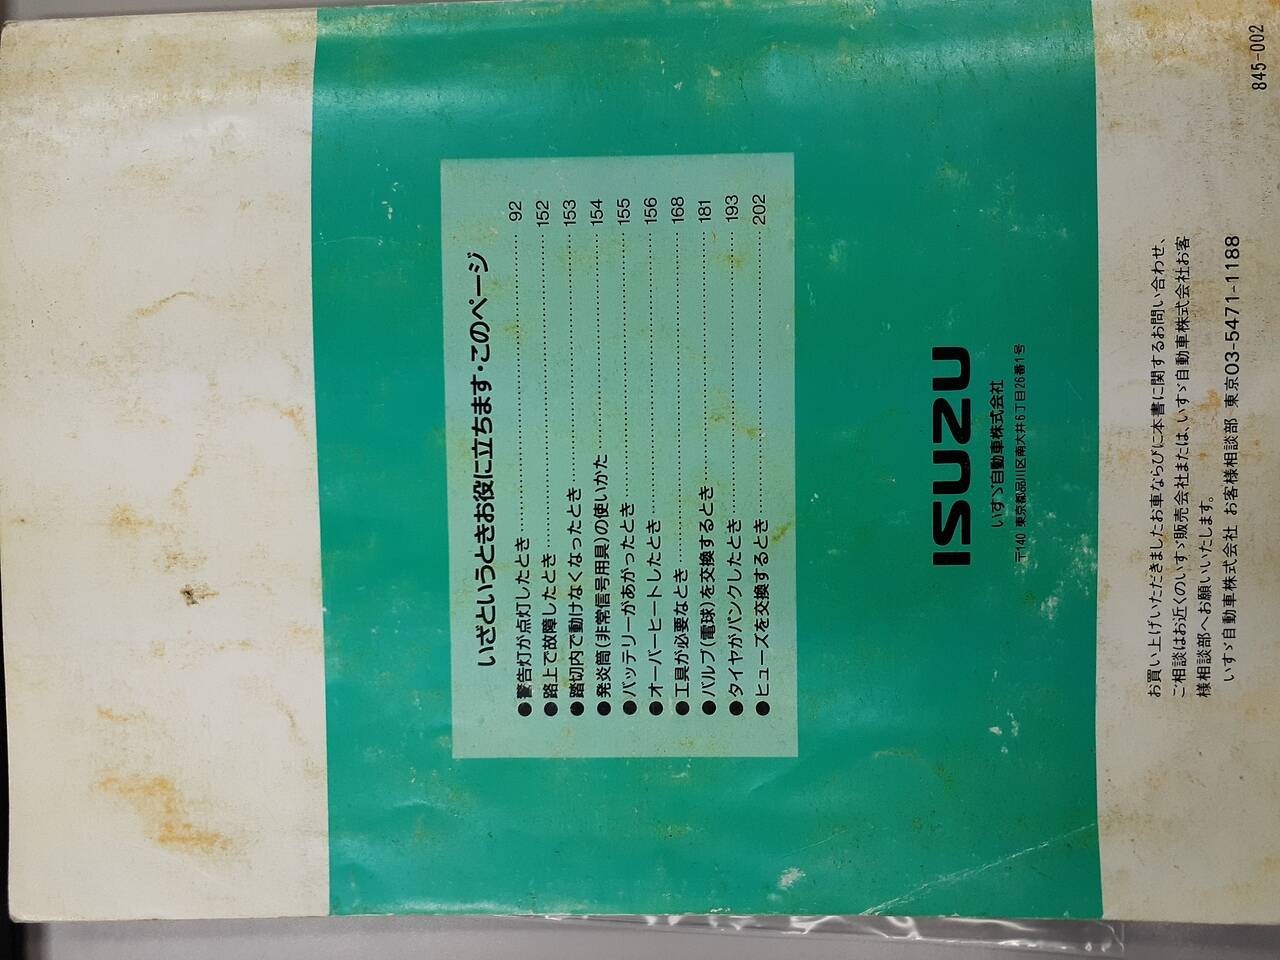 いざというときお役に立ちます・このページ
●警告灯が点灯したとき……………92
●路上で故障したとき……………152
●踏切内で動けなくなったとき……………153
●発炎筒(非常信号用具)の使いかた……………154
●バッテリーがあがったとき……………155
●オーバーヒートしたとき……………156
●工具が必要なとき……………168
●バルブ(電球)を交換するとき……………181
●タイヤがパンクしたとき……………193
●ヒューズを交換するとき……………202
ISUZU
いすゞ自動車株式会社
〒140 東京都品川区南大井6丁目26番1号
お買い上げいただきましたお車ならびに本書に関するお問い合わせ、
ご相談はお近くのいすゞ販売会社または、いすゞ自動車株式会社お客
様相談部へお願いいたします。
いすゞ自動車株式会社 お客様相談部 東京03-5471-1188
845-002